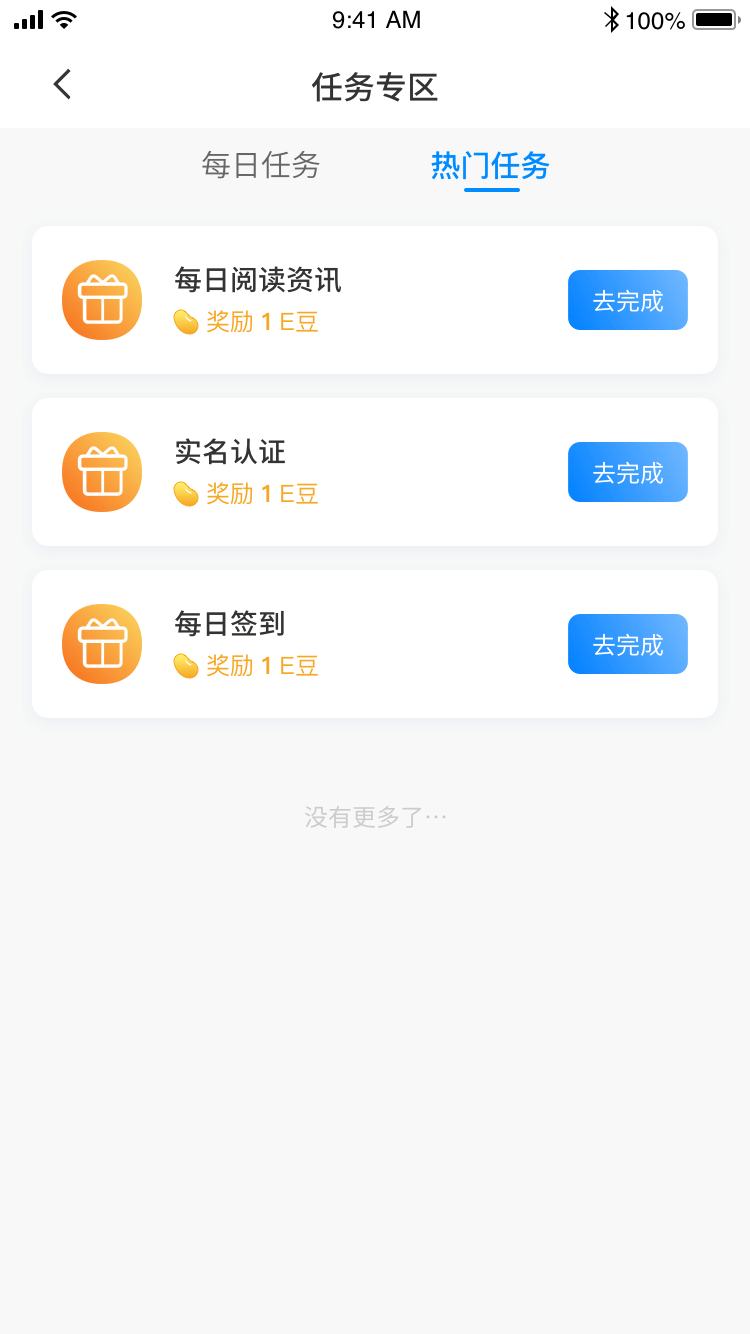 9:41 AM
100%
任务专区
每日任务
热门任务
每日阅读资讯
奖励 1 E豆
去完成
实名认证
奖励 1 E豆
去完成
每日签到
奖励 1 E豆
去完成
没有更多了…